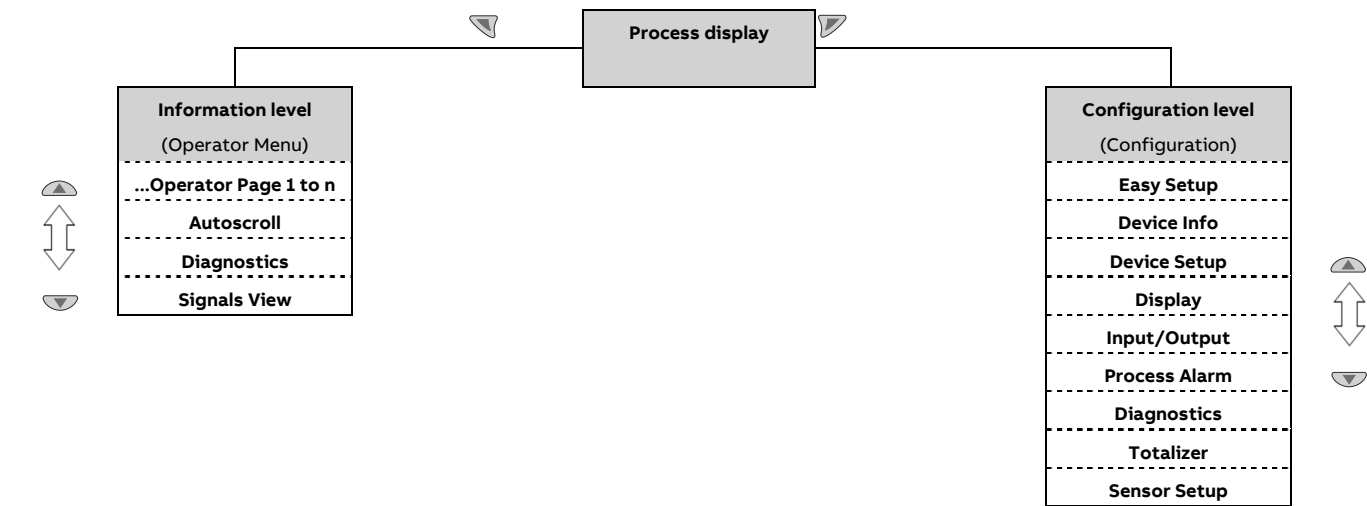 Process display
Information level
(Operator Menu)
...Operator Page 1 to n
Autoscroll
Diagnostics
Signals View
Configuration level
(Configuration)
Easy Setup
Device Info
Device Setup
Display
Input/Output
Process Alarm
Diagnostics
Totalizer
Sensor Setup